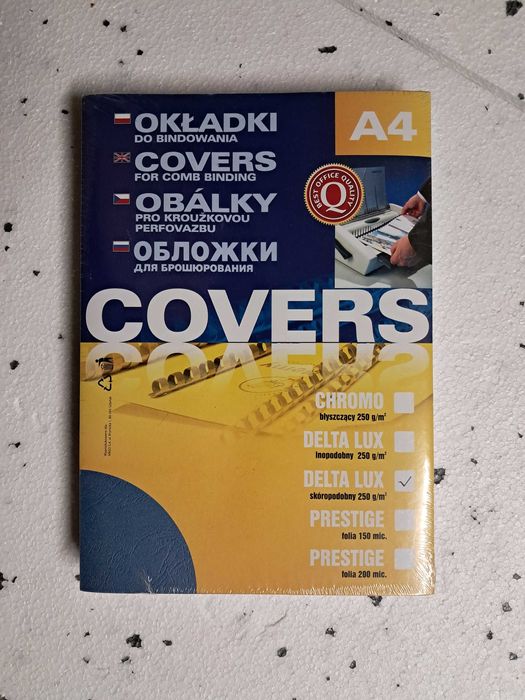 OKŁADKI
DO BINDOWANIA
COVERS
FOR COMB BINDING
OBÁLKY
PRO KROUŽKOVOU
PERFOVAZBU
ОБЛОЖКИ
ДЛЯ БРОШЮРОВАНИЯ
A4
BEST OFFICE QUALITY
Q
COVERS
CHROMO
błyszczący 250 g/m²
DELTA LUX
lnopodobny 250 g/m²
DELTA LUX
skóropodobny 250 g/m²
PRESTIGE
folia 150 mic.
PRESTIGE
folia 200 mic.